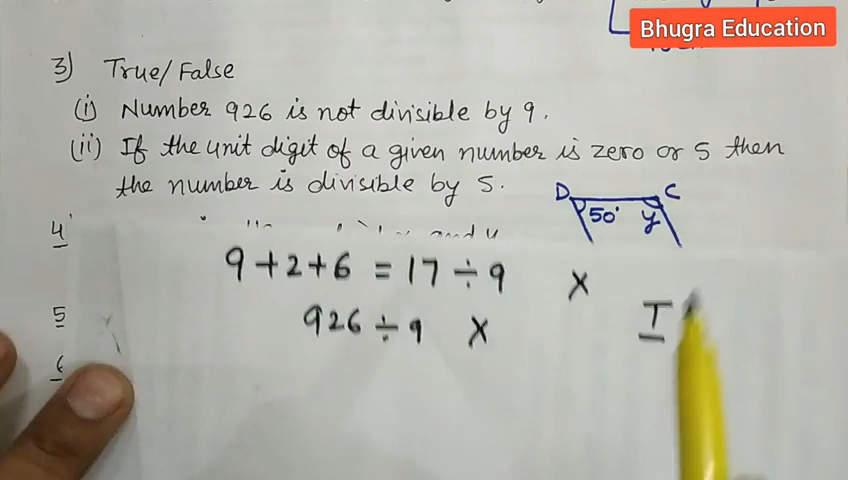 Bhugra Education
3) True/False
(i) Number 926 is not divisible by 9.
(ii) If the unit digit of a given number is zero or 5 then
the number is divisible by 5.
D C
50° y
4
9+2+6 = 17 ÷ 9 X
5 926 ÷ 9 X T
6